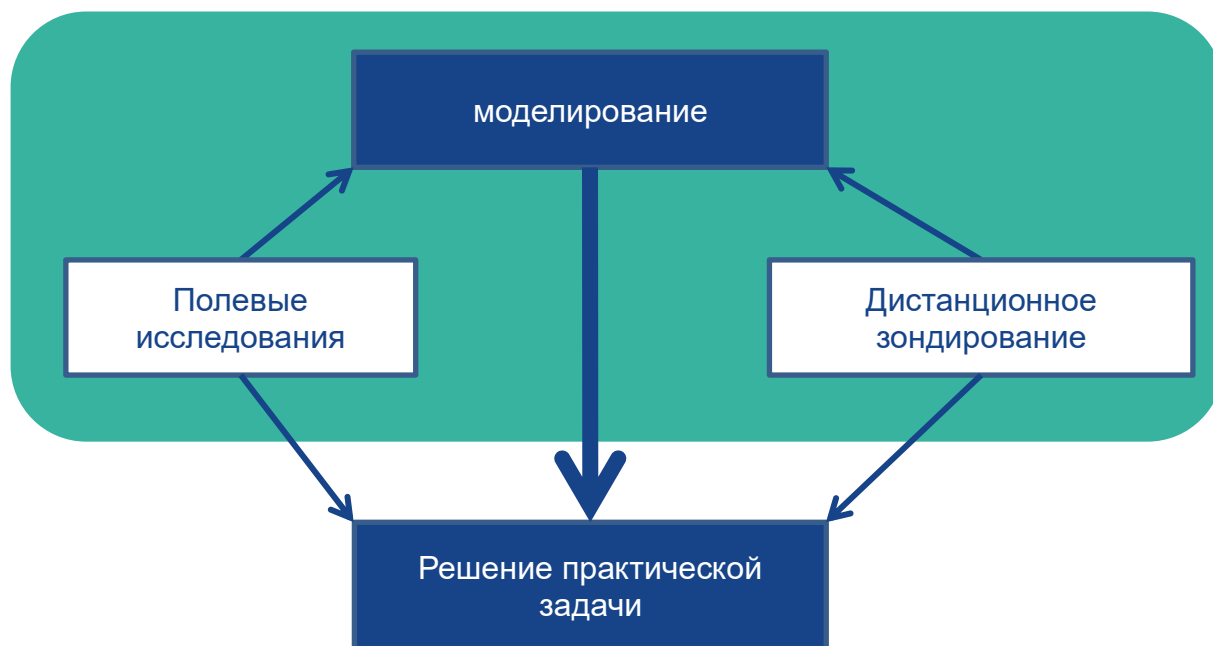 моделирование
Полевые
исследования
Дистанционное
зондирование
Решение практической
задачи